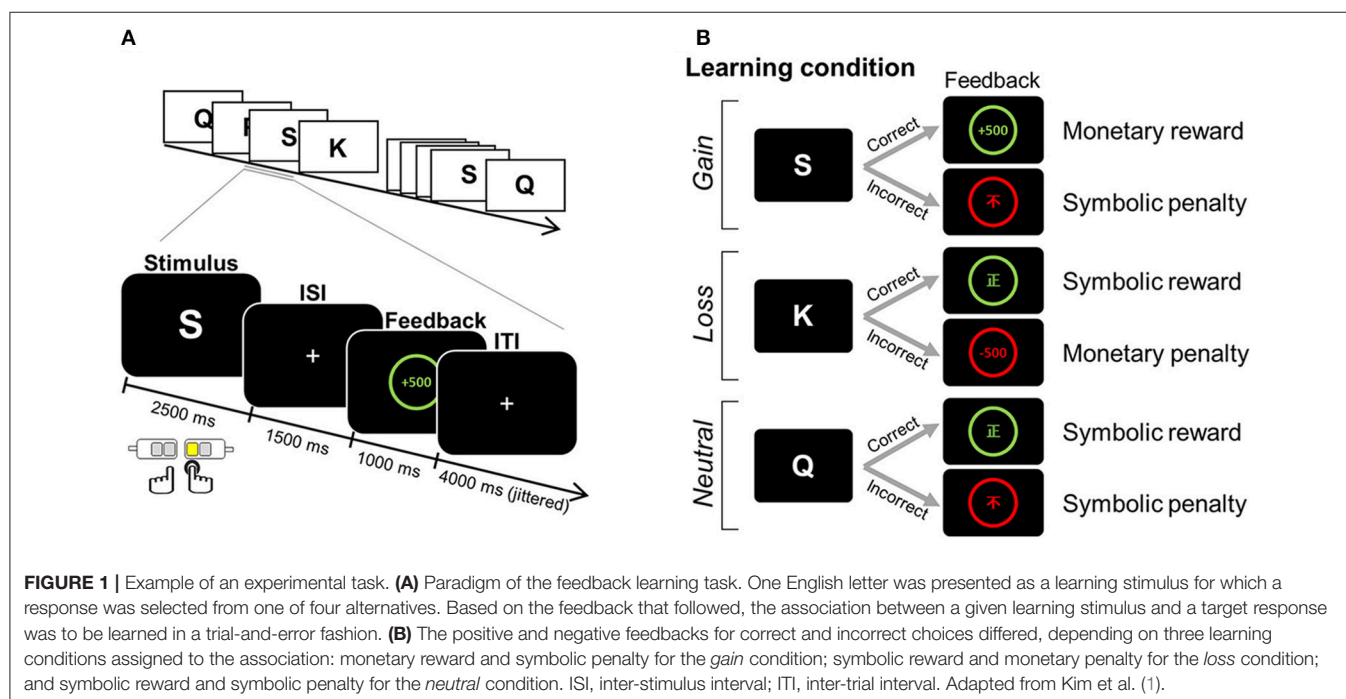 A
Q
S
K
S
Q
Stimulus
S
ISI
+
Feedback
+500
ITI
+
2500 ms
1500 ms
1000 ms
4000 ms (jittered)
B
Learning condition
Feedback
Gain
S
Correct
+500
Monetary reward
Incorrect
不
Symbolic penalty
Loss
K
Correct
正
Symbolic reward
Incorrect
-500
Monetary penalty
Neutral
Q
Correct
正
Symbolic reward
Incorrect
不
Symbolic penalty
FIGURE 1 | Example of an experimental task. (A) Paradigm of the feedback learning task. One English letter was presented as a learning stimulus for which a
response was selected from one of four alternatives. Based on the feedback that followed, the association between a given learning stimulus and a target response
was to be learned in a trial-and-error fashion. (B) The positive and negative feedbacks for correct and incorrect choices differed, depending on three learning
conditions assigned to the association: monetary reward and symbolic penalty for the gain condition; symbolic reward and monetary penalty for the loss condition;
and symbolic reward and symbolic penalty for the neutral condition. ISI, inter-stimulus interval; ITI, inter-trial interval. Adapted from Kim et al. (1).